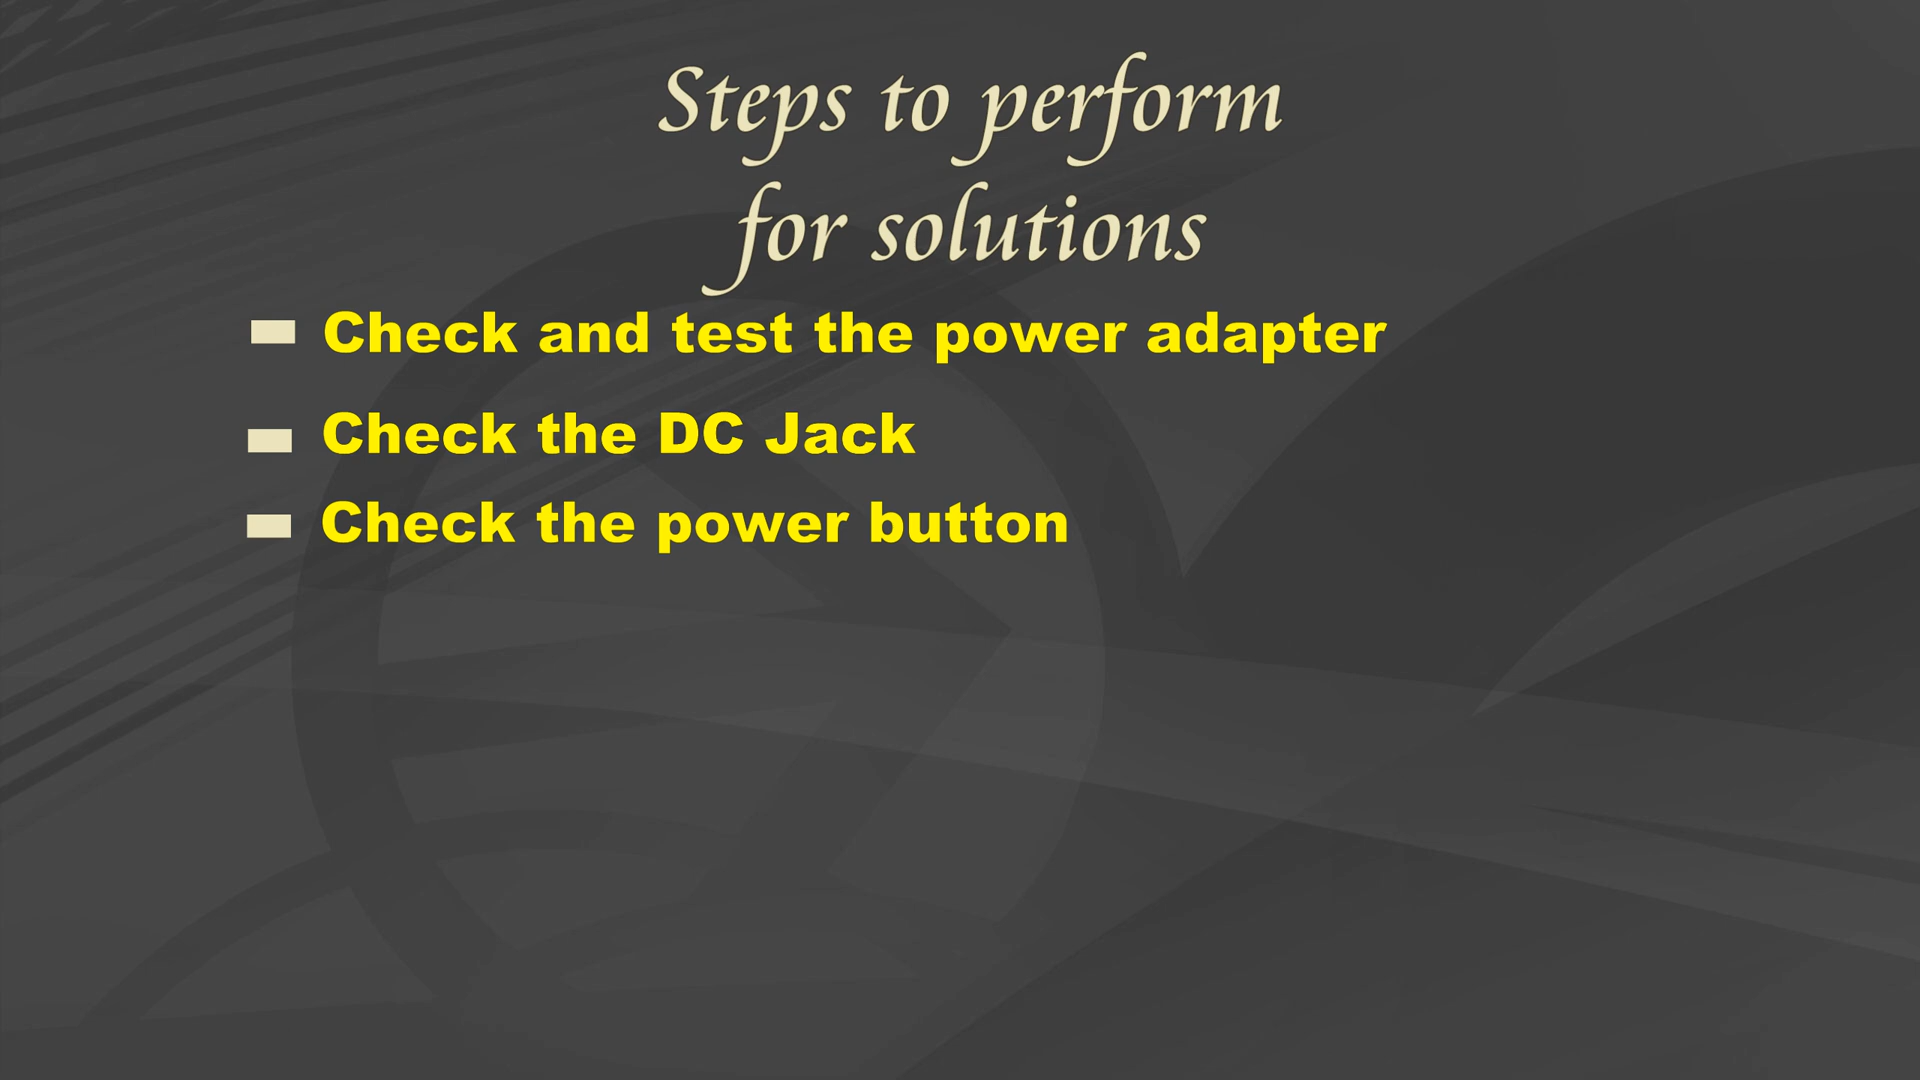 Steps to perform
for solutions
Check and test the power adapter
Check the DC Jack
Check the power button